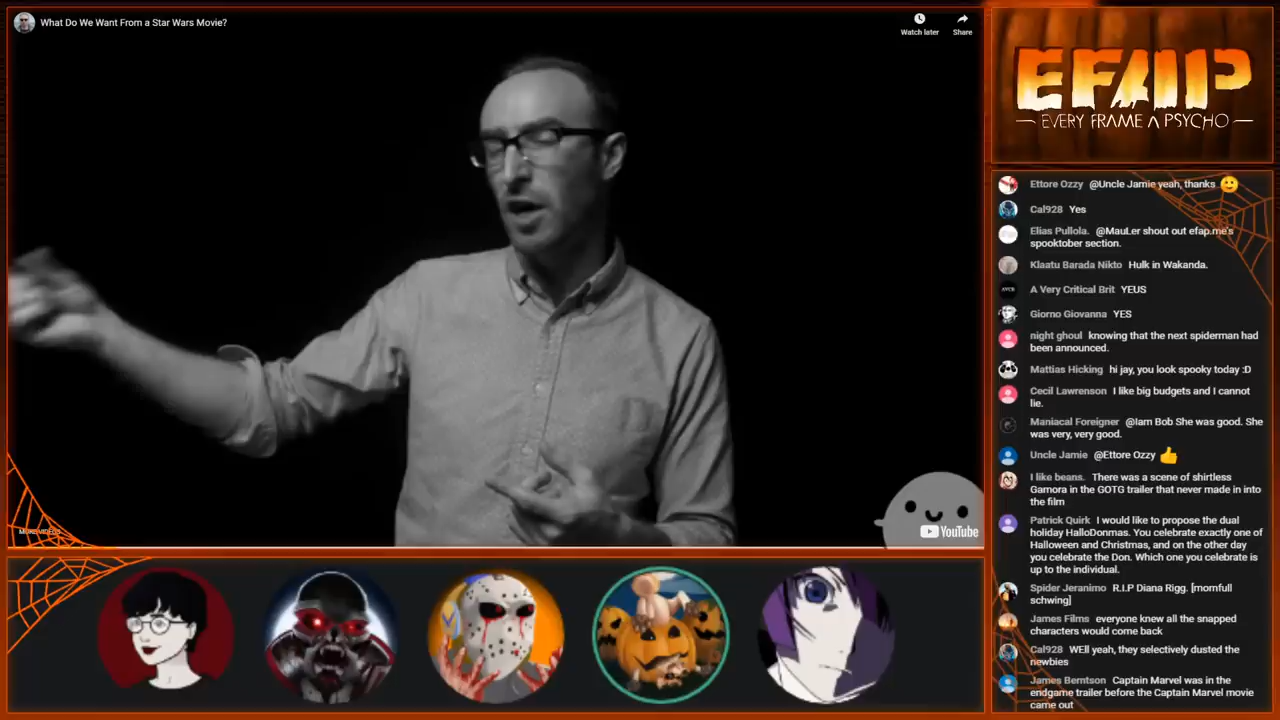 What Do We Want From a Star Wars Movie?
Watch later
Share
MORE VIDEOS
YouTube
EFAP
EVERY FRAME A PSYCHO
Ettore Ozzy @Uncle Jamie yeah, thanks
Cal928 Yes
Elias Pullola. @MauLer shout out efap.me's
spooktober section.
Klaatu Barada Nikto Hulk in Wakanda.
A Very Critical Brit YEUS
Giorno Giovanna YES
night ghoul knowing that the next spiderman had
been announced.
Mattias Hicking hi jay, you look spooky today :D
Cecil Lawrenson I like big budgets and I cannot
lie.
Maniacal Foreigner @Iam Bob She was good. She
was very, very good.
Uncle Jamie @Ettore Ozzy
I like beans. There was a scene of shirtless
Gamora in the GOTG trailer that never made in into
the film
Patrick Quirk I would like to propose the dual
holiday HalloDonmas. You celebrate exactly one of
Halloween and Christmas, and on the other day
you celebrate the Don. Which one you celebrate is
up to the individual.
Spider Jeranimo R.I.P Diana Rigg. [mornfull
schwing]
James Films everyone knew all the snapped
characters would come back
Cal928 WEll yeah, they selectively dusted the
newbies
James Berntson Captain Marvel was in the
endgame trailer before the Captain Marvel movie
came out